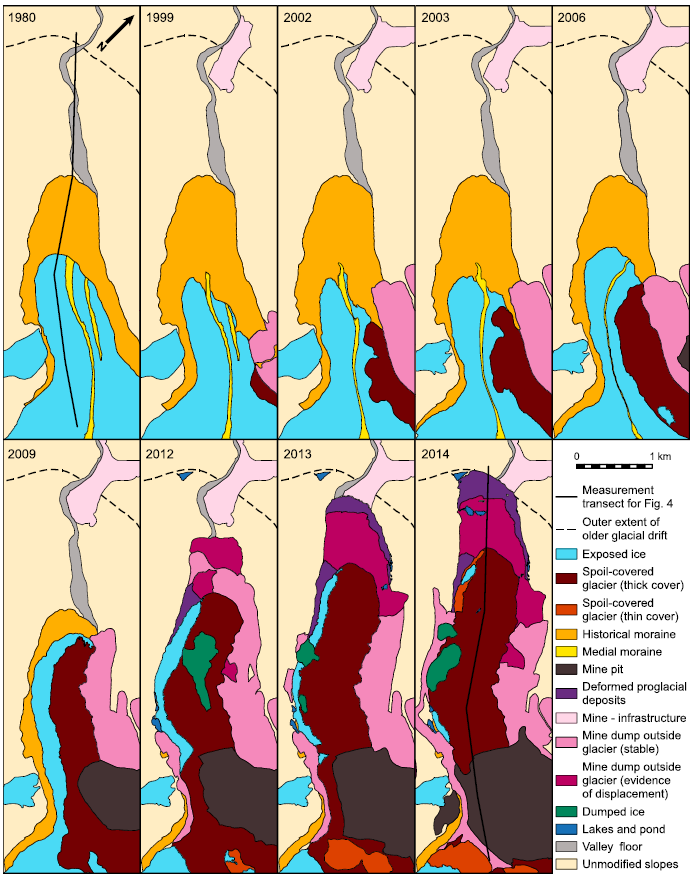 1980
N
1999
2002
2003
2006
2009
2012
2013
2014
0 1 km
Measurement
transect for Fig. 4
Outer extent of
older glacial drift
Exposed ice
Spoil-covered
glacier (thick cover)
Spoil-covered
glacier (thin cover)
Historical moraine
Medial moraine
Mine pit
Deformed proglacial
deposits
Mine - infrastructure
Mine dump outside
glacier (stable)
Mine dump outside
glacier (evidence
of displacement)
Dumped ice
Lakes and pond
Valley floor
Unmodified slopes